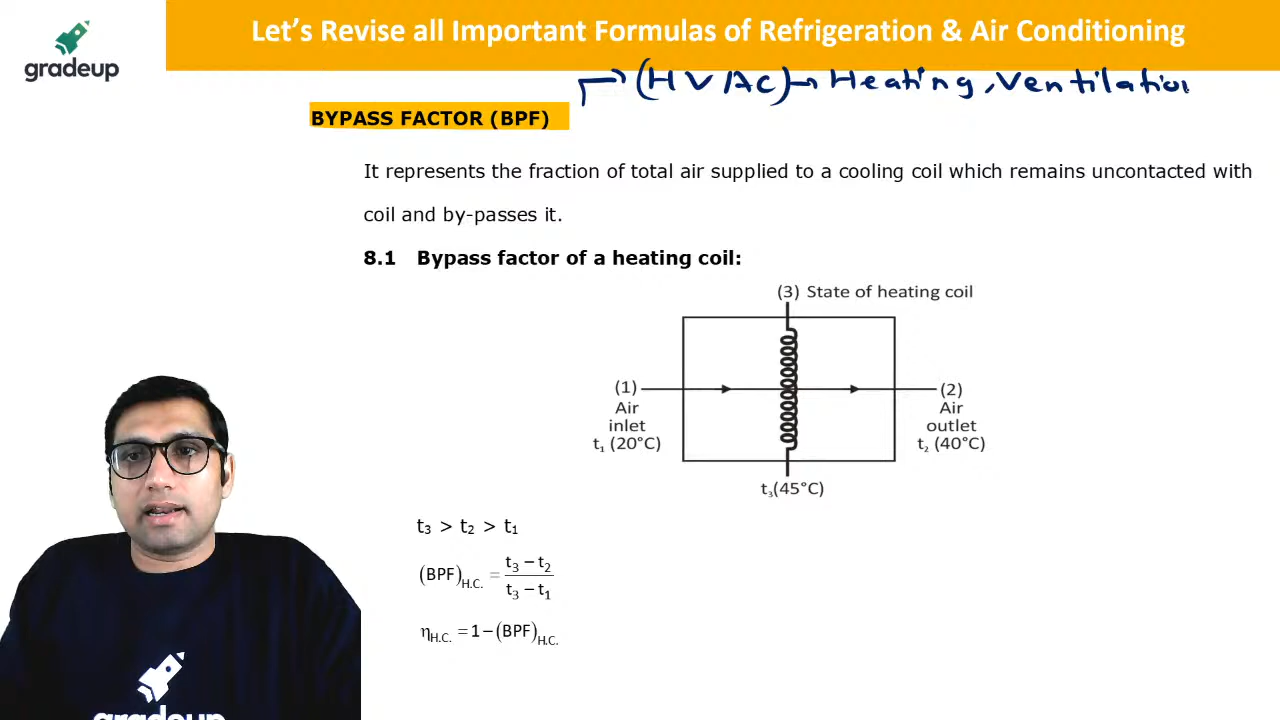 Let's Revise all Important Formulas of Refrigeration & Air Conditioning
gradeup
(HVAC)→ Heating, Ventilation
BYPASS FACTOR (BPF)
It represents the fraction of total air supplied to a cooling coil which remains uncontacted with
coil and by-passes it.
8.1 Bypass factor of a heating coil:
(3) State of heating coil
(1)
Air
inlet
t₁ (20°C)
(2)
Air
outlet
t₂ (40°C)
t₃(45°C)
t₃ > t₂ > t₁
(BPF)H.C. = (t₃ − t₂)/(t₃ − t₁)
ηH.C. = 1 − (BPF)H.C.
gradeup